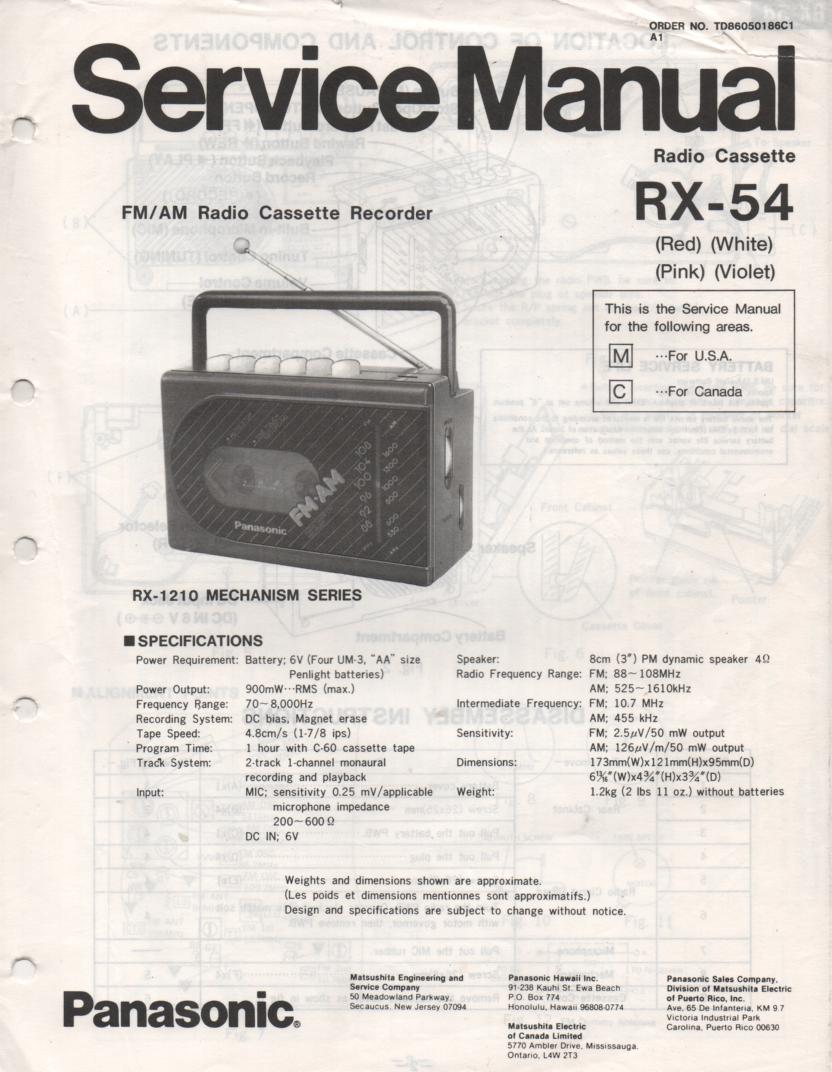 ORDER NO. TD86050186C1
A1
Service Manual
Radio Cassette
RX-54
(Red) (White)
(Pink) (Violet)
FM/AM Radio Cassette Recorder
This is the Service Manual
for the following areas.
M ···For U.S.A.
C ···For Canada
Panasonic
FM·AM
RX-1210 MECHANISM SERIES
■ SPECIFICATIONS
Power Requirement: Battery; 6V (Four UM-3, "AA" size
Penlight batteries)
Power Output: 900mW···RMS (max.)
Frequency Range: 70~8,000Hz
Recording System: DC bias, Magnet erase
Tape Speed: 4.8cm/s (1-7/8 ips)
Program Time: 1 hour with C-60 cassette tape
Track System: 2-track 1-channel monaural
recording and playback
Input: MIC; sensitivity 0.25 mV/applicable
microphone impedance
200~600Ω
DC IN; 6V
Speaker: 8cm (3″) PM dynamic speaker 4Ω
Radio Frequency Range: FM; 88~108MHz
AM; 525~1610kHz
Intermediate Frequency: FM; 10.7 MHz
AM; 455 kHz
Sensitivity: FM; 2.5μV/50 mW output
AM; 126μV/m/50 mW output
Dimensions: 173mm(W)x121mm(H)x95mm(D)
(W)x4¾″(H)x3¾″(D)
Weight: 1.2kg (2 lbs 11 oz.) without batteries
Weights and dimensions shown are approximate.
(Les poids et dimensions mentionnes sont approximatifs.)
Design and specifications are subject to change without notice.
Panasonic®
Matsushita Engineering and
Service Company
50 Meadowland Parkway,
Secaucus, New Jersey 07094
Panasonic Hawaii Inc.
91-238 Kauhi St. Ewa Beach
P.O. Box 774
Honolulu, Hawaii 96808-0774
Matsushita Electric
of Canada Limited
5770 Ambler Drive, Mississauga.
Ontario, L4W 2T3
Panasonic Sales Company,
Division of Matsushita Electric
of Puerto Rico, Inc.
Ave, 65 De Infanteria, KM 9.7
Victoria Industrial Park
Carolina, Puerto Rico 00630